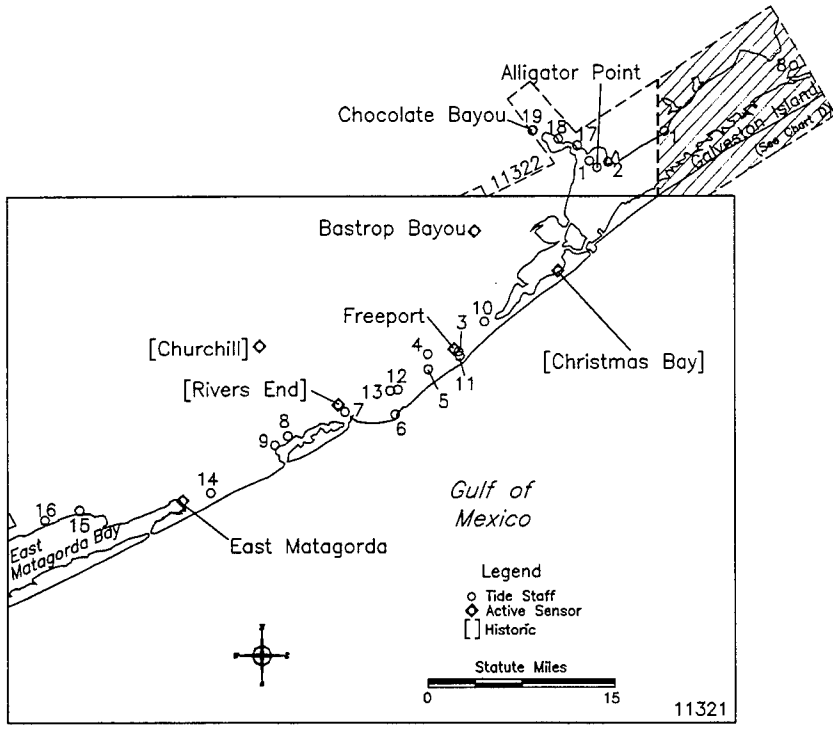 8
Alligator Point
Galveston Island
(See Chart D)
Chocolate Bayou
19
18
17
1
2
11322
Bastrop Bayou
10
Freeport
3
4
[Churchill]
[Christmas Bay]
11
5
[Rivers End]
13
12
7
6
8
9
14
Gulf of
Mexico
16
15
East
Matagorda Bay
East Matagorda
Legend
Tide Staff
Active Sensor
[ ] Historic
Statute Miles
0
15
11321